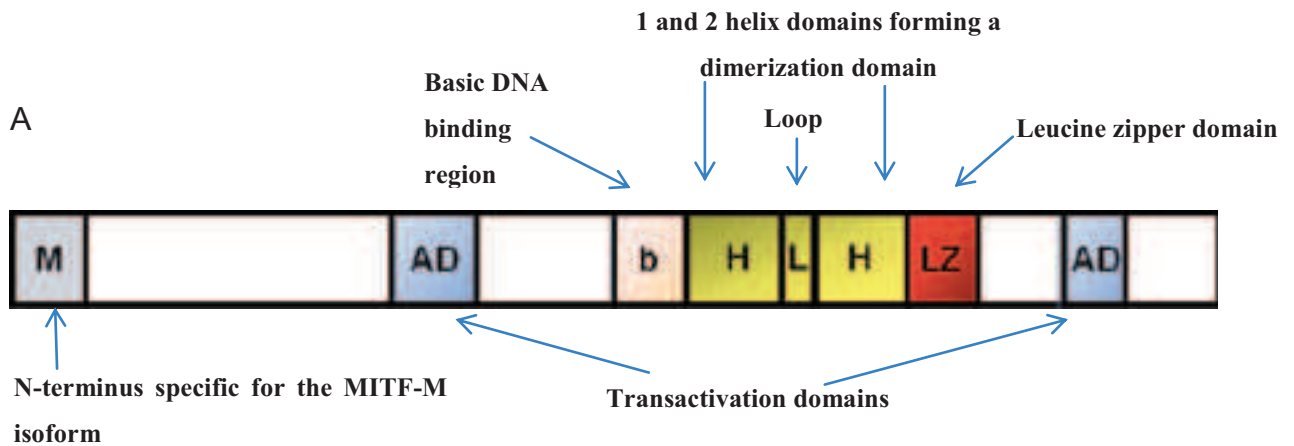 1 and 2 helix domains forming a
dimerization domain
Basic DNA
binding
region
A
Loop
Leucine zipper domain
M
AD
b
H
L
H
LZ
AD
N-terminus specific for the MITF-M
isoform
Transactivation domains